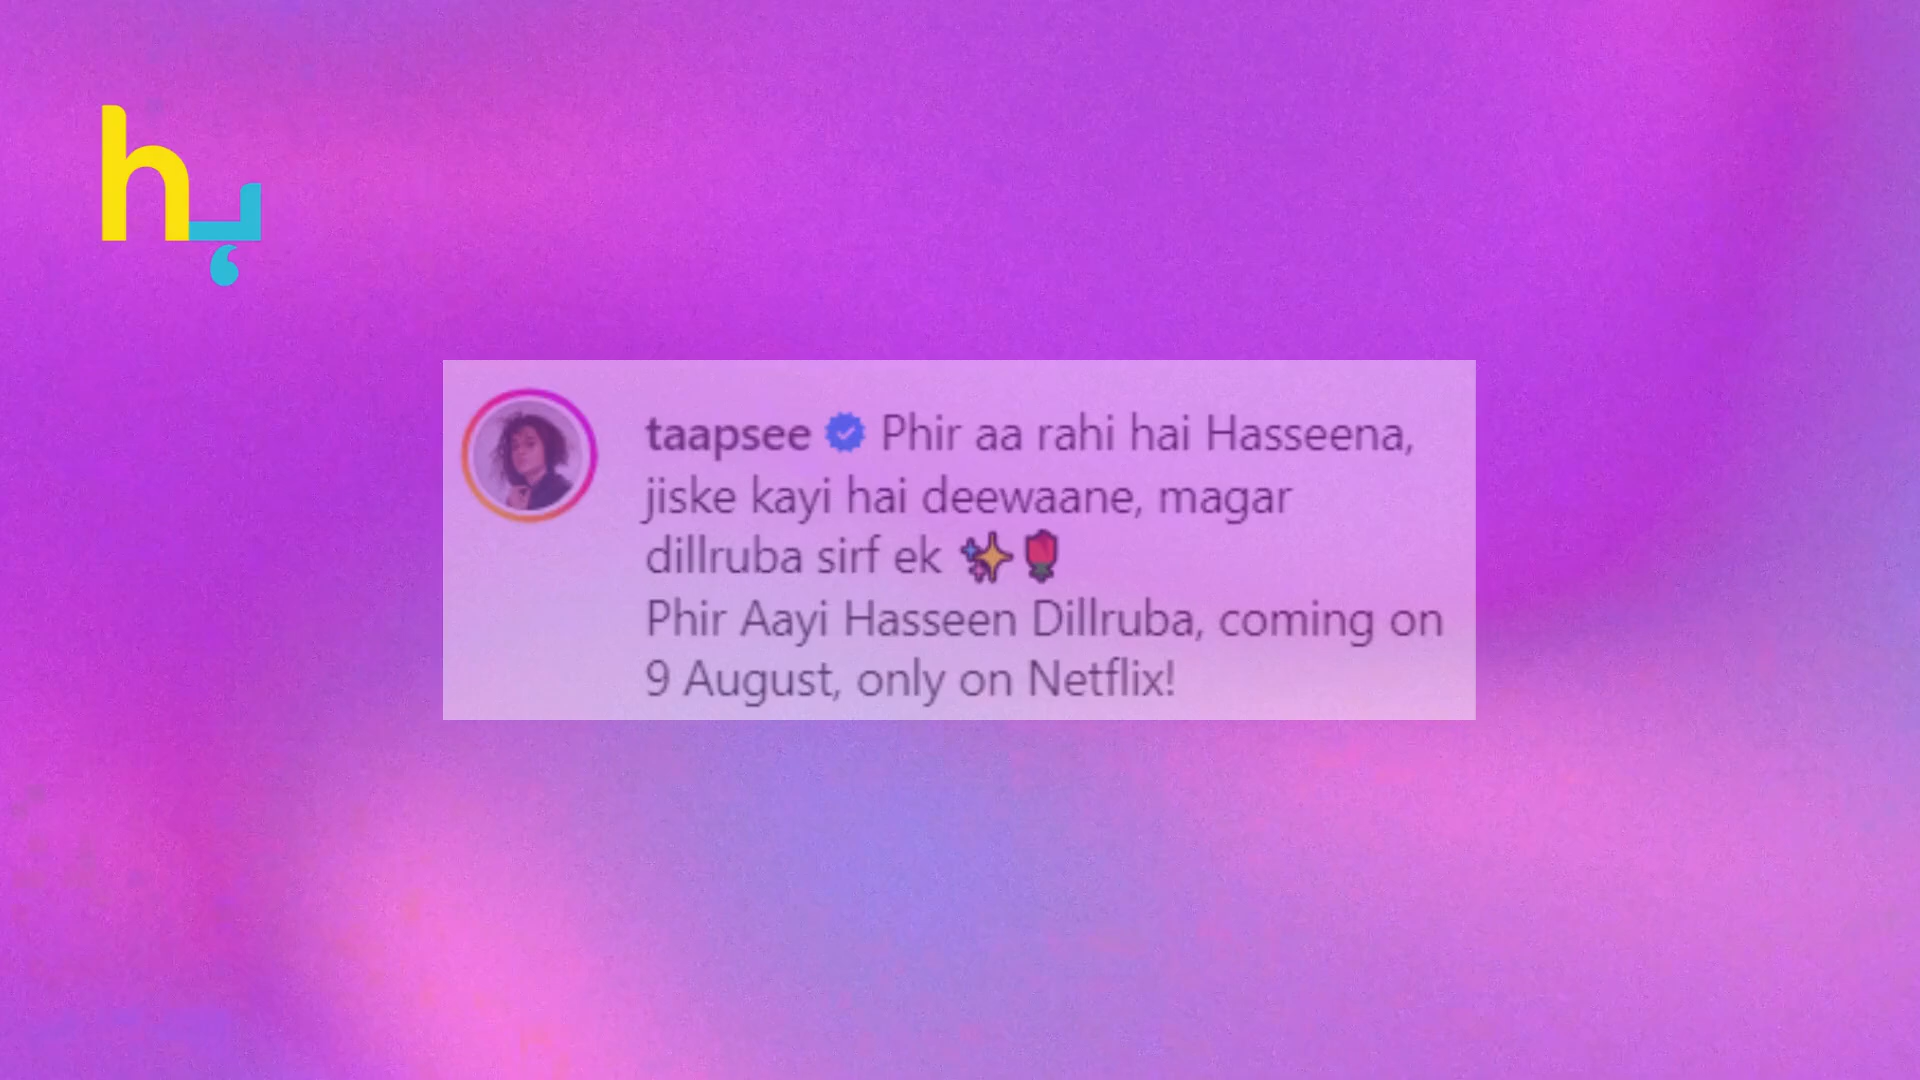 taapsee Phir aa rahi hai Hasseena,
jiske kayi hai deewaane, magar
dillruba sirf ek ✨🌹
Phir Aayi Hasseen Dillruba, coming on
9 August, only on Netflix!